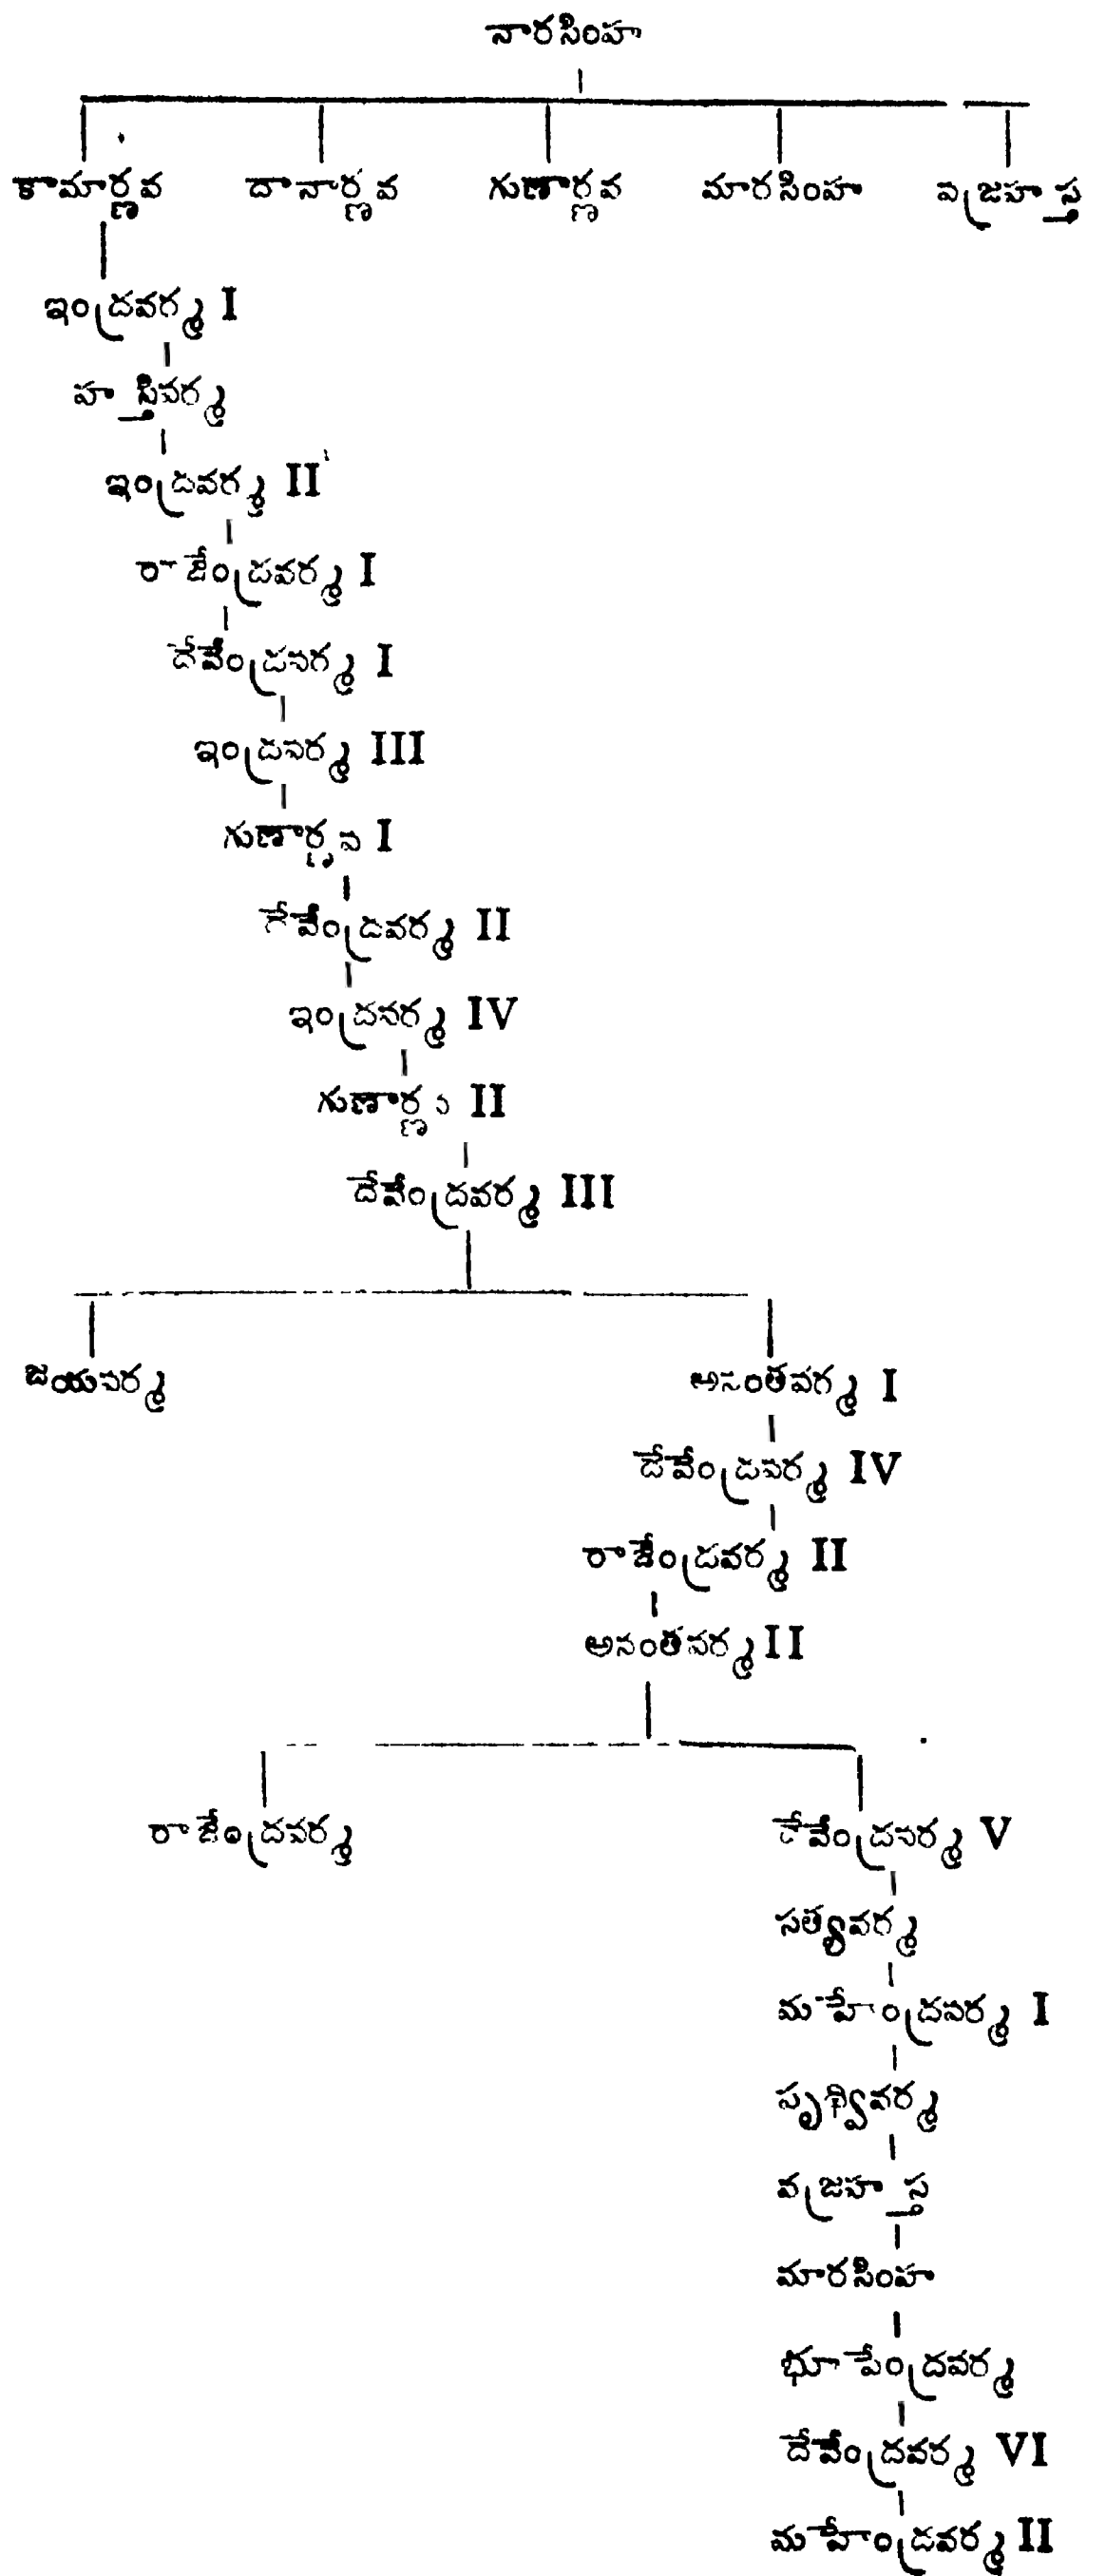 నారసింహ
కామార్ణవ దానార్ణవ గుణార్ణవ మారసింహ వజ్రహస్త
ఇంద్రవర్మ I
హస్తివర్మ
ఇంద్రవర్మ II
రాజేంద్రవర్మ I
దేవేంద్రవర్మ I
ఇంద్రవర్మ III
గుణార్ణవ I
దేవేంద్రవర్మ II
ఇంద్రవర్మ IV
గుణార్ణవ II
దేవేంద్రవర్మ III
జయవర్మ అనంతవర్మ I
దేవేంద్రవర్మ IV
రాజేంద్రవర్మ II
అనంతవర్మ II
రాజేంద్రవర్మ దేవేంద్రవర్మ V
సత్యవర్మ
మహేంద్రవర్మ I
పృథ్వివర్మ
వజ్రహస్త
మారసింహ
భూపేంద్రవర్మ
దేవేంద్రవర్మ VI
మహేంద్రవర్మ II